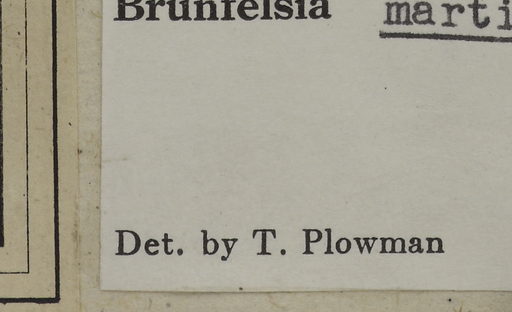 Brunfelsia marti
Det. by T. Plowman